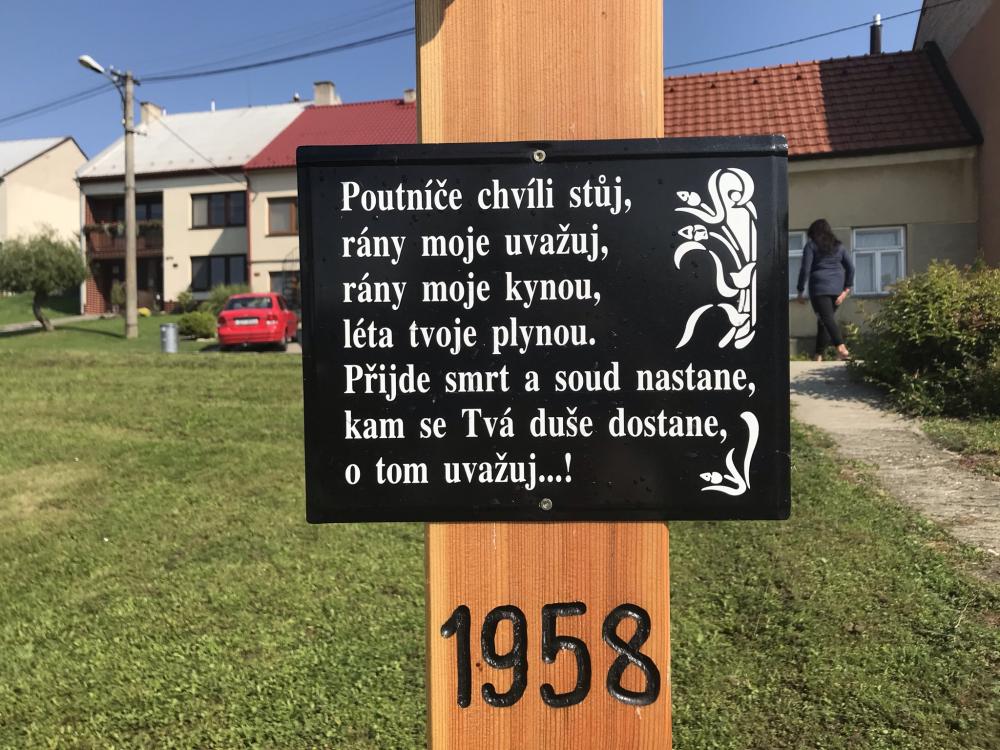 Poutníče chvíli stůj,
rány moje uvažuj,
rány moje kynou,
léta tvoje plynou.
Přijde smrt a soud nastane,
kam se Tvá duše dostane,
o tom uvažuj...!
1958